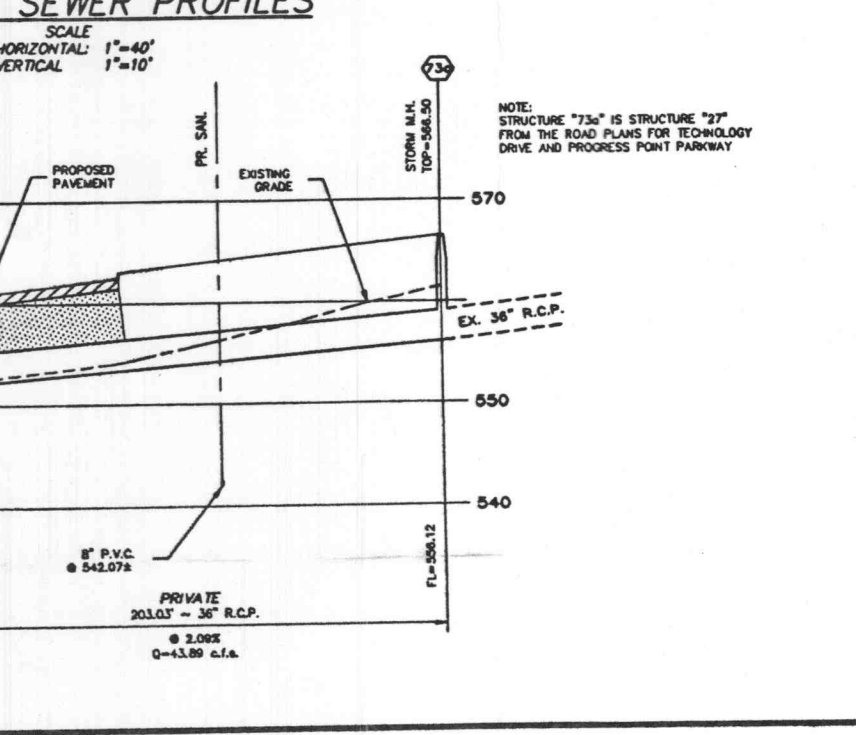 SEWER PROFILES
SCALE
HORIZONTAL: 1"=40'
VERTICAL 1"=10'
73a
STORM M.H.
TOP=566.50
NOTE:
STRUCTURE "73a" IS STRUCTURE "27"
FROM THE ROAD PLANS FOR TECHNOLOGY
DRIVE AND PROGRESS POINT PARKWAY
PR. SAN.
PROPOSED
PAVEMENT
EXISTING
GRADE
570
EX. 36" R.C.P.
550
540
8" P.V.C.
@ 542.07±
FL=556.12
PRIVATE
203.03' ~ 36" R.C.P.
@ 2.09%
Q=43.89 c.f.s.